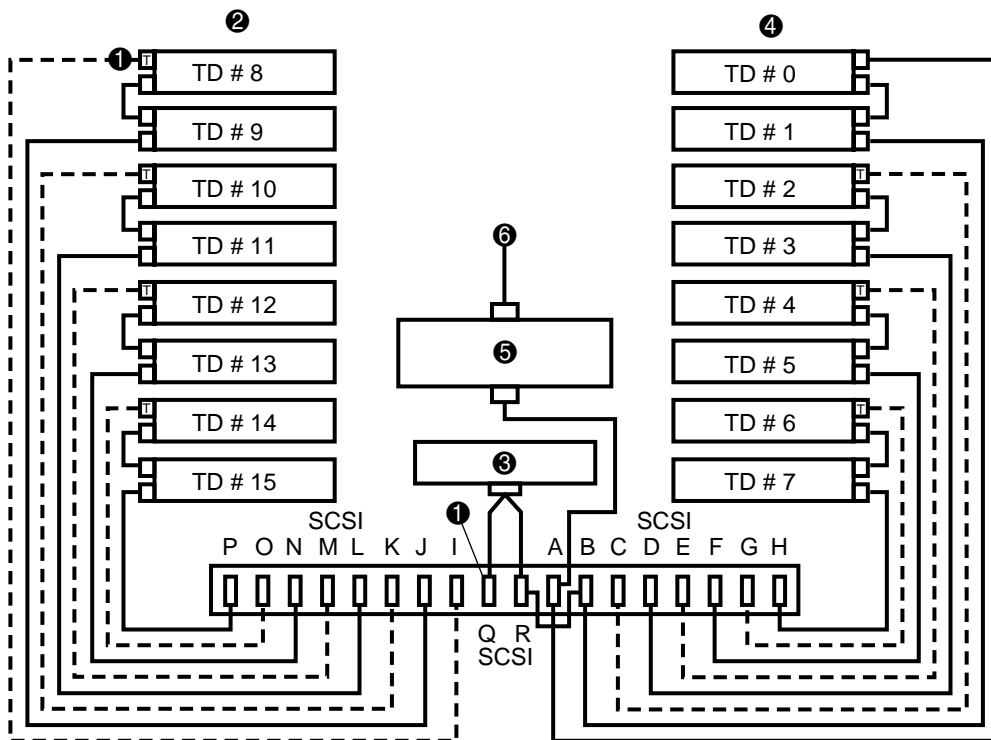 ❷ ❹
❶ T TD # 8 TD # 0
TD # 9 TD # 1
T TD # 10 TD # 2 T
TD # 11 TD # 3
❻
T TD # 12 TD # 4 T
❺
TD # 13 TD # 5
T TD # 14 TD # 6 T
❸
TD # 15 TD # 7
❶
SCSI SCSI
P O N M L K J I A B C D E F G H
Q R
SCSI